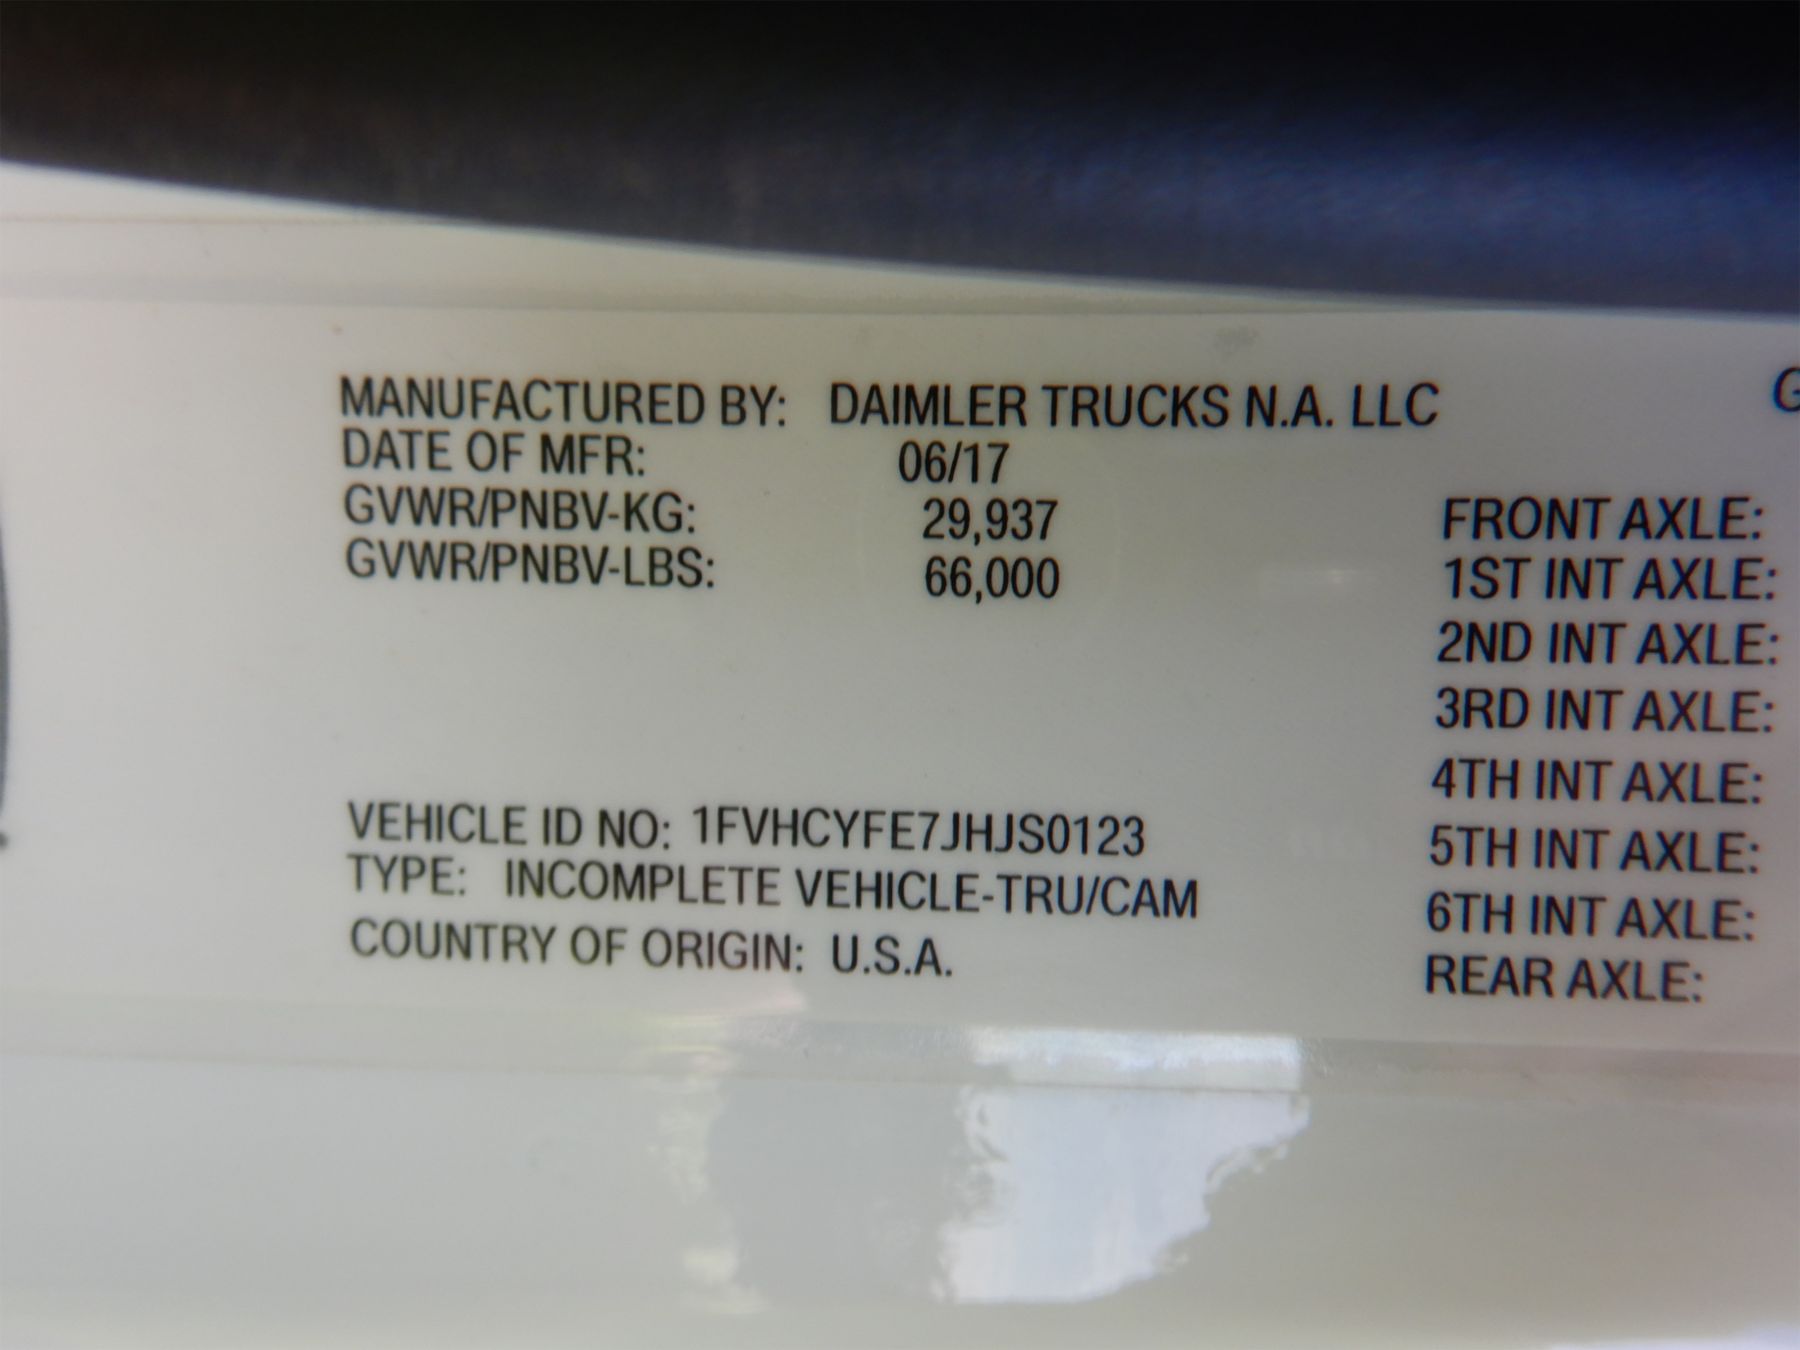 MANUFACTURED BY: DAIMLER TRUCKS N.A. LLC
DATE OF MFR: 06/17
GVWR/PNBV-KG: 29,937
GVWR/PNBV-LBS: 66,000
VEHICLE ID NO: 1FVHCYFE7JHJS0123
TYPE: INCOMPLETE VEHICLE-TRU/CAM
COUNTRY OF ORIGIN: U.S.A.
G
FRONT AXLE:
1ST INT AXLE:
2ND INT AXLE:
3RD INT AXLE:
4TH INT AXLE:
5TH INT AXLE:
6TH INT AXLE:
REAR AXLE: